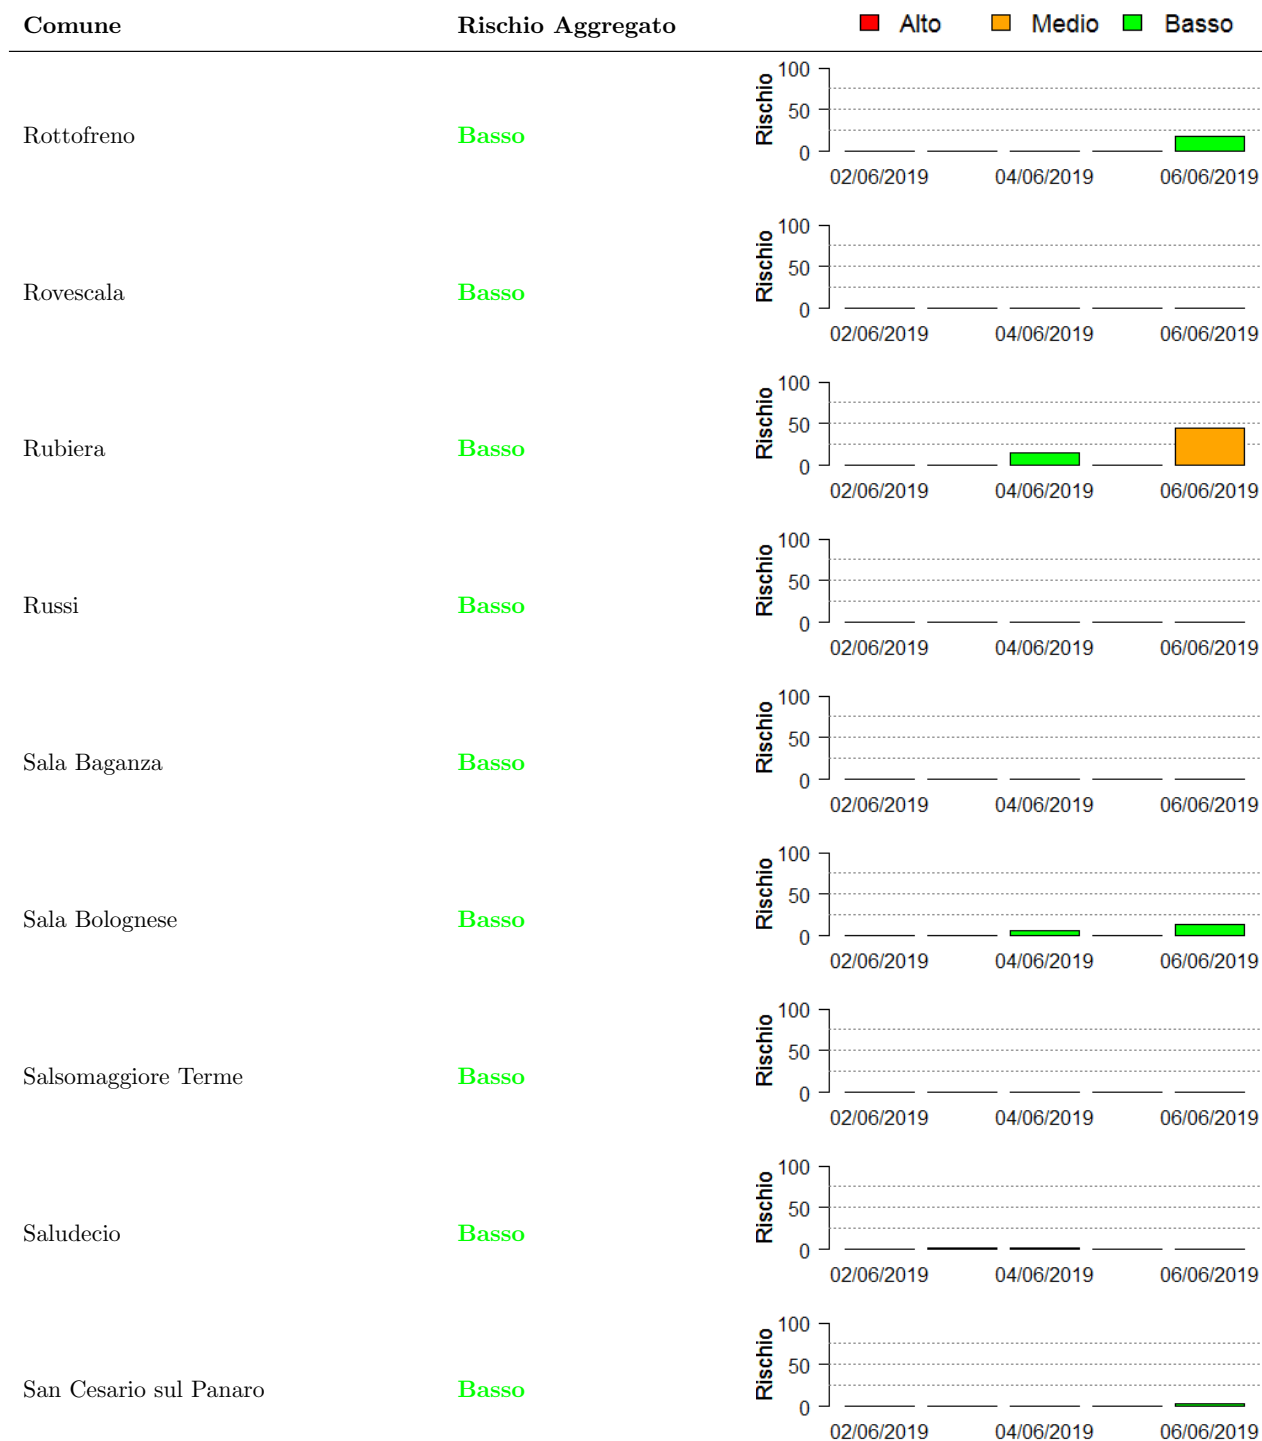 Comune Rischio Aggregato Alto Medio Basso
Rottofreno Basso
Rischio
100
50
0
02/06/2019 04/06/2019 06/06/2019
Rovescala Basso
Rischio
100
50
0
02/06/2019 04/06/2019 06/06/2019
Rubiera Basso
Rischio
100
50
0
02/06/2019 04/06/2019 06/06/2019
Russi Basso
Rischio
100
50
0
02/06/2019 04/06/2019 06/06/2019
Sala Baganza Basso
Rischio
100
50
0
02/06/2019 04/06/2019 06/06/2019
Sala Bolognese Basso
Rischio
100
50
0
02/06/2019 04/06/2019 06/06/2019
Salsomaggiore Terme Basso
Rischio
100
50
0
02/06/2019 04/06/2019 06/06/2019
Saludecio Basso
Rischio
100
50
0
02/06/2019 04/06/2019 06/06/2019
San Cesario sul Panaro Basso
Rischio
100
50
0
02/06/2019 04/06/2019 06/06/2019